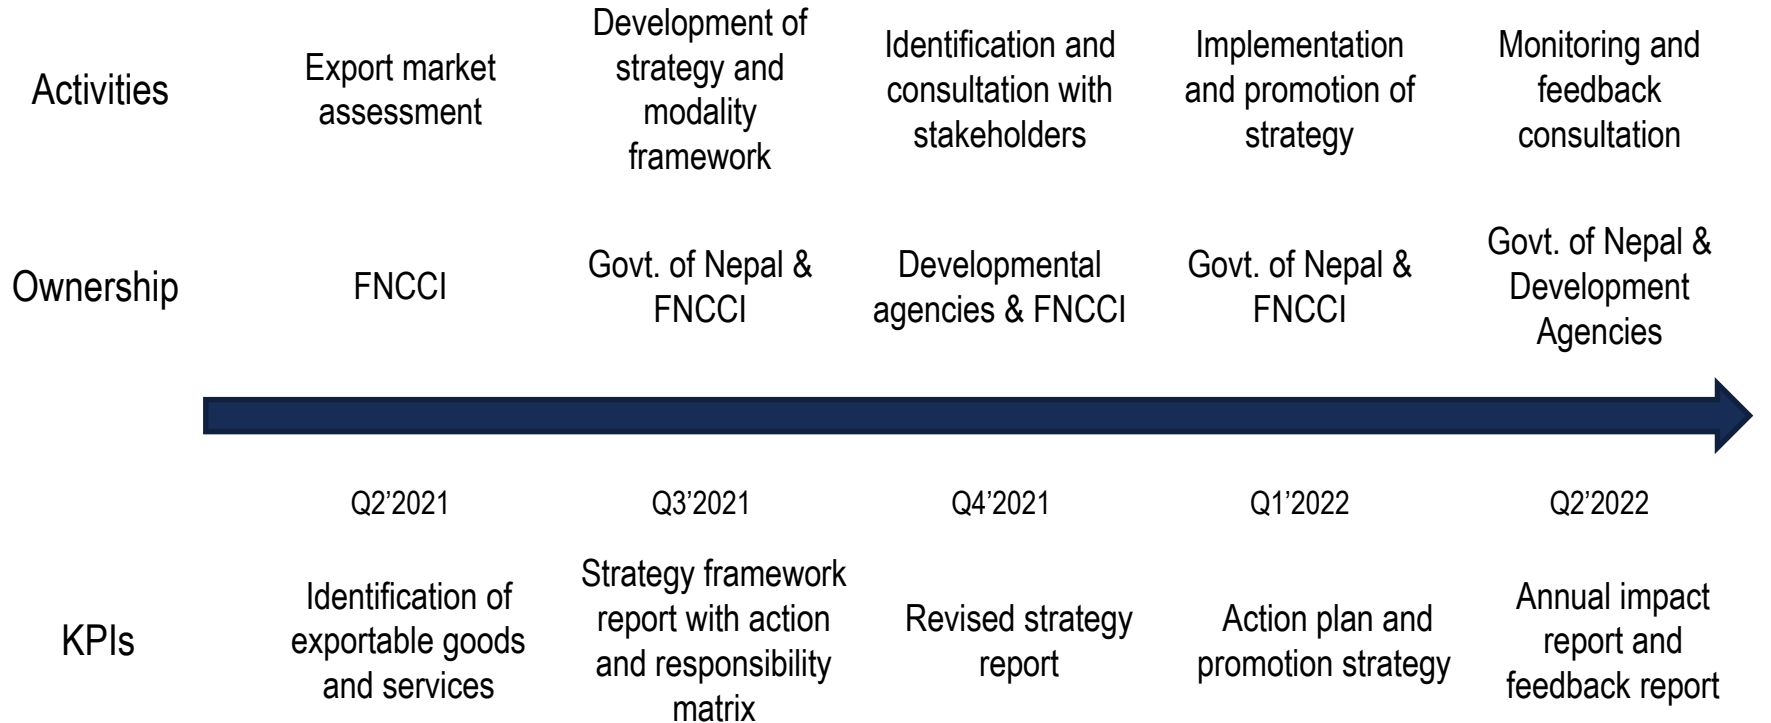 Activities
Export market
assessment
Development of
strategy and
modality
framework
Identification and
consultation with
stakeholders
Implementation
and promotion of
strategy
Monitoring and
feedback
consultation
Ownership
FNCCI
Govt. of Nepal &
FNCCI
Developmental
agencies & FNCCI
Govt. of Nepal &
FNCCI
Govt. of Nepal &
Development
Agencies
Q2’2021
Q3’2021
Q4’2021
Q1’2022
Q2’2022
KPIs
Identification of
exportable goods
and services
Strategy framework
report with action
and responsibility
matrix
Revised strategy
report
Action plan and
promotion strategy
Annual impact
report and
feedback report